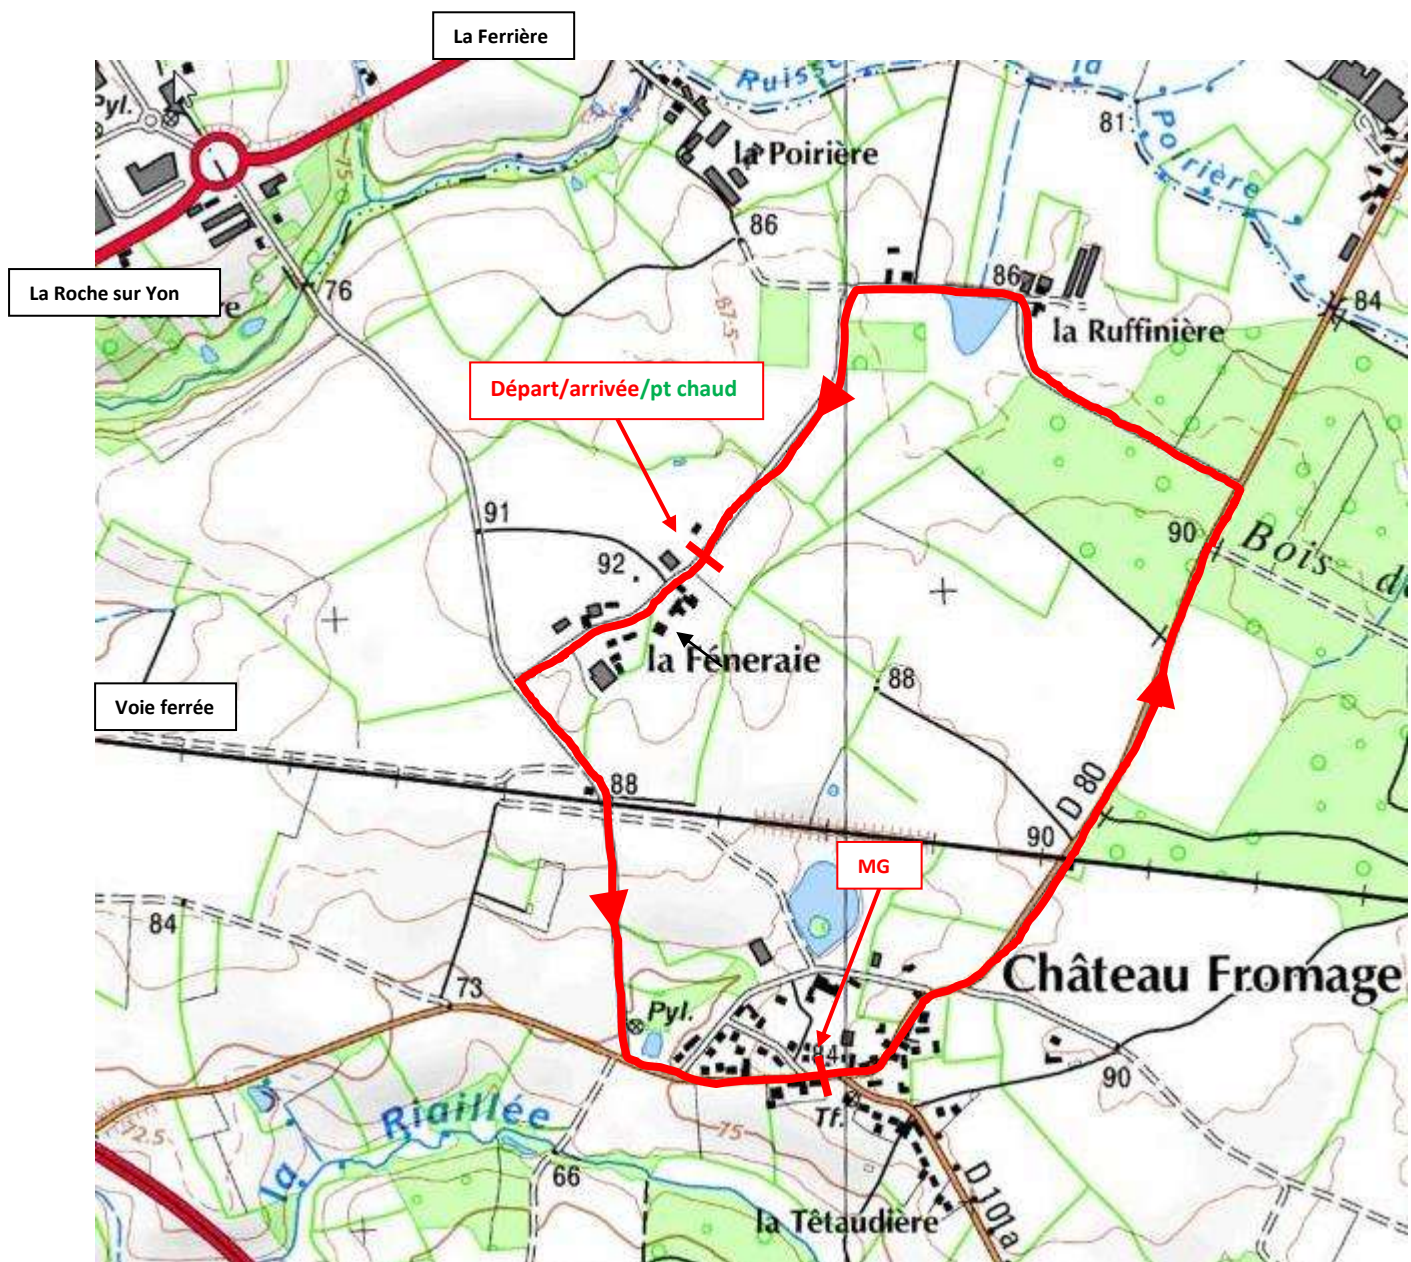 La Ferrière
Pyl.
Ruis
la
la Poirière
81
Poirière
75
86
La Roche sur Yon
76
87.5
86
84
la Ruffinière
Départ/arrivée/pt chaud
91
92
90
Bois d
la Féneraie
88
Voie ferrée
88
D 80
90
MG
84
73
Château Fromage
Pyl.
84
90
Riaillée
la
72.5
75
Tf.
66
D 101a
la Têtaudière